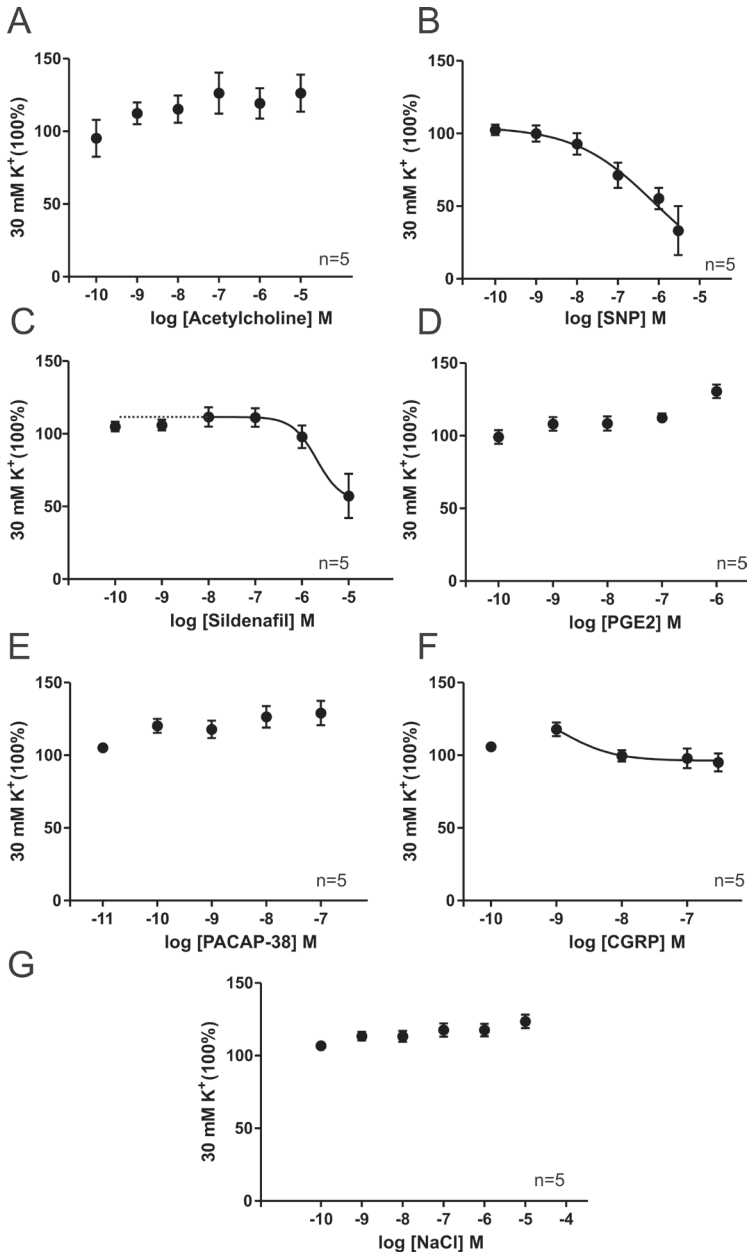 A
150
100
50
0
30 mM K+(100%)
n=5
-10 -9 -8 -7 -6 -5
log [Acetylcholine] M
B
150
100
50
0
30 mM K+ (100%)
n=5
-10 -9 -8 -7 -6 -5
log [SNP] M
C
150
100
50
0
30 mM K+(100%)
n=5
-10 -9 -8 -7 -6 -5
log [Sildenafil] M
D
150
100
50
0
30 mM K+(100%)
n=5
-10 -9 -8 -7 -6
log [PGE2] M
E
150
100
50
0
30 mM K+(100%)
n=5
-11 -10 -9 -8 -7
log [PACAP-38] M
F
150
100
50
0
30 mM K+(100%)
n=5
-10 -9 -8 -7
log [CGRP] M
G
150
100
50
0
30 mM K+(100%)
n=5
-10 -9 -8 -7 -6 -5 -4
log [NaCl] M